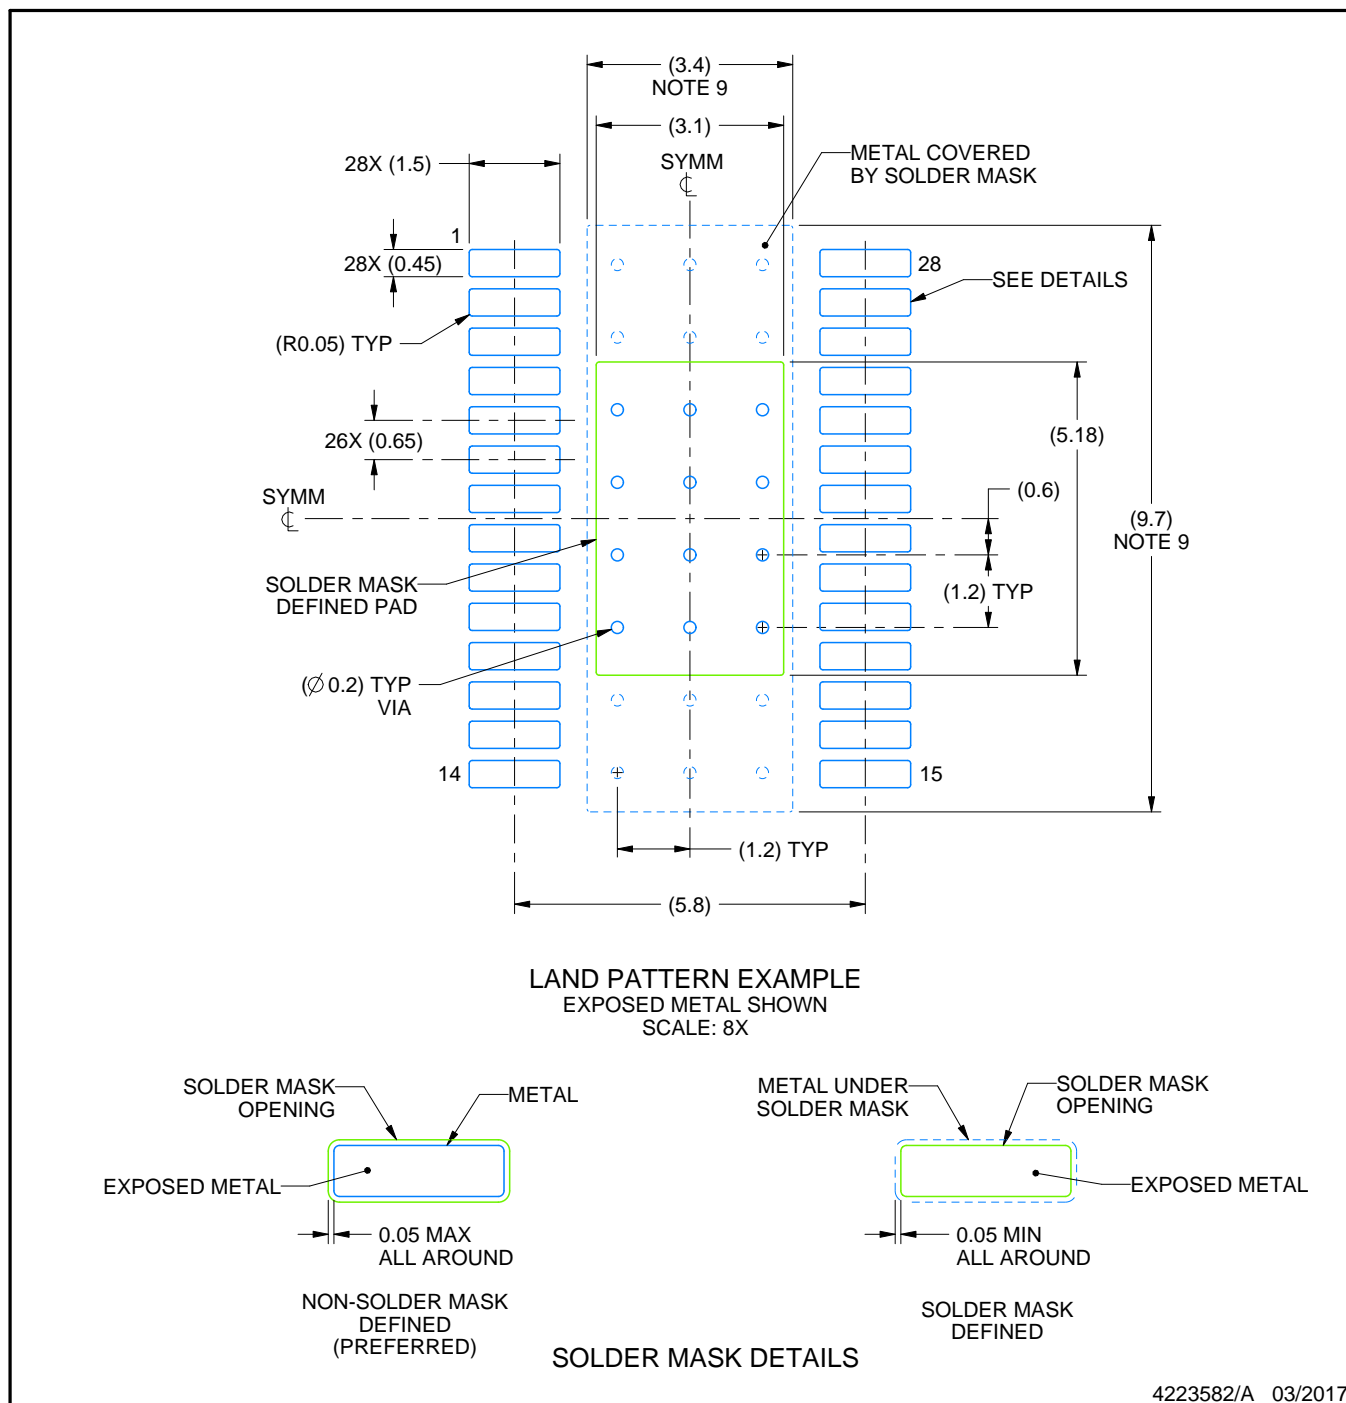 (3.4)
NOTE 9
(3.1)
SYMM
METAL COVERED
BY SOLDER MASK
28X (1.5)
1
28X (0.45)
28
SEE DETAILS
(R0.05) TYP
26X (0.65)
(5.18)
(0.6)
SYMM
(9.7)
NOTE 9
SOLDER MASK
DEFINED PAD
(1.2) TYP
(Ø 0.2) TYP
VIA
14
15
(1.2) TYP
(5.8)
LAND PATTERN EXAMPLE
EXPOSED METAL SHOWN
SCALE: 8X
SOLDER MASK
OPENING
METAL
EXPOSED METAL
0.05 MAX
ALL AROUND
NON-SOLDER MASK
DEFINED
(PREFERRED)
METAL UNDER
SOLDER MASK
SOLDER MASK
OPENING
EXPOSED METAL
0.05 MIN
ALL AROUND
SOLDER MASK
DEFINED
SOLDER MASK DETAILS
4223582/A 03/2017